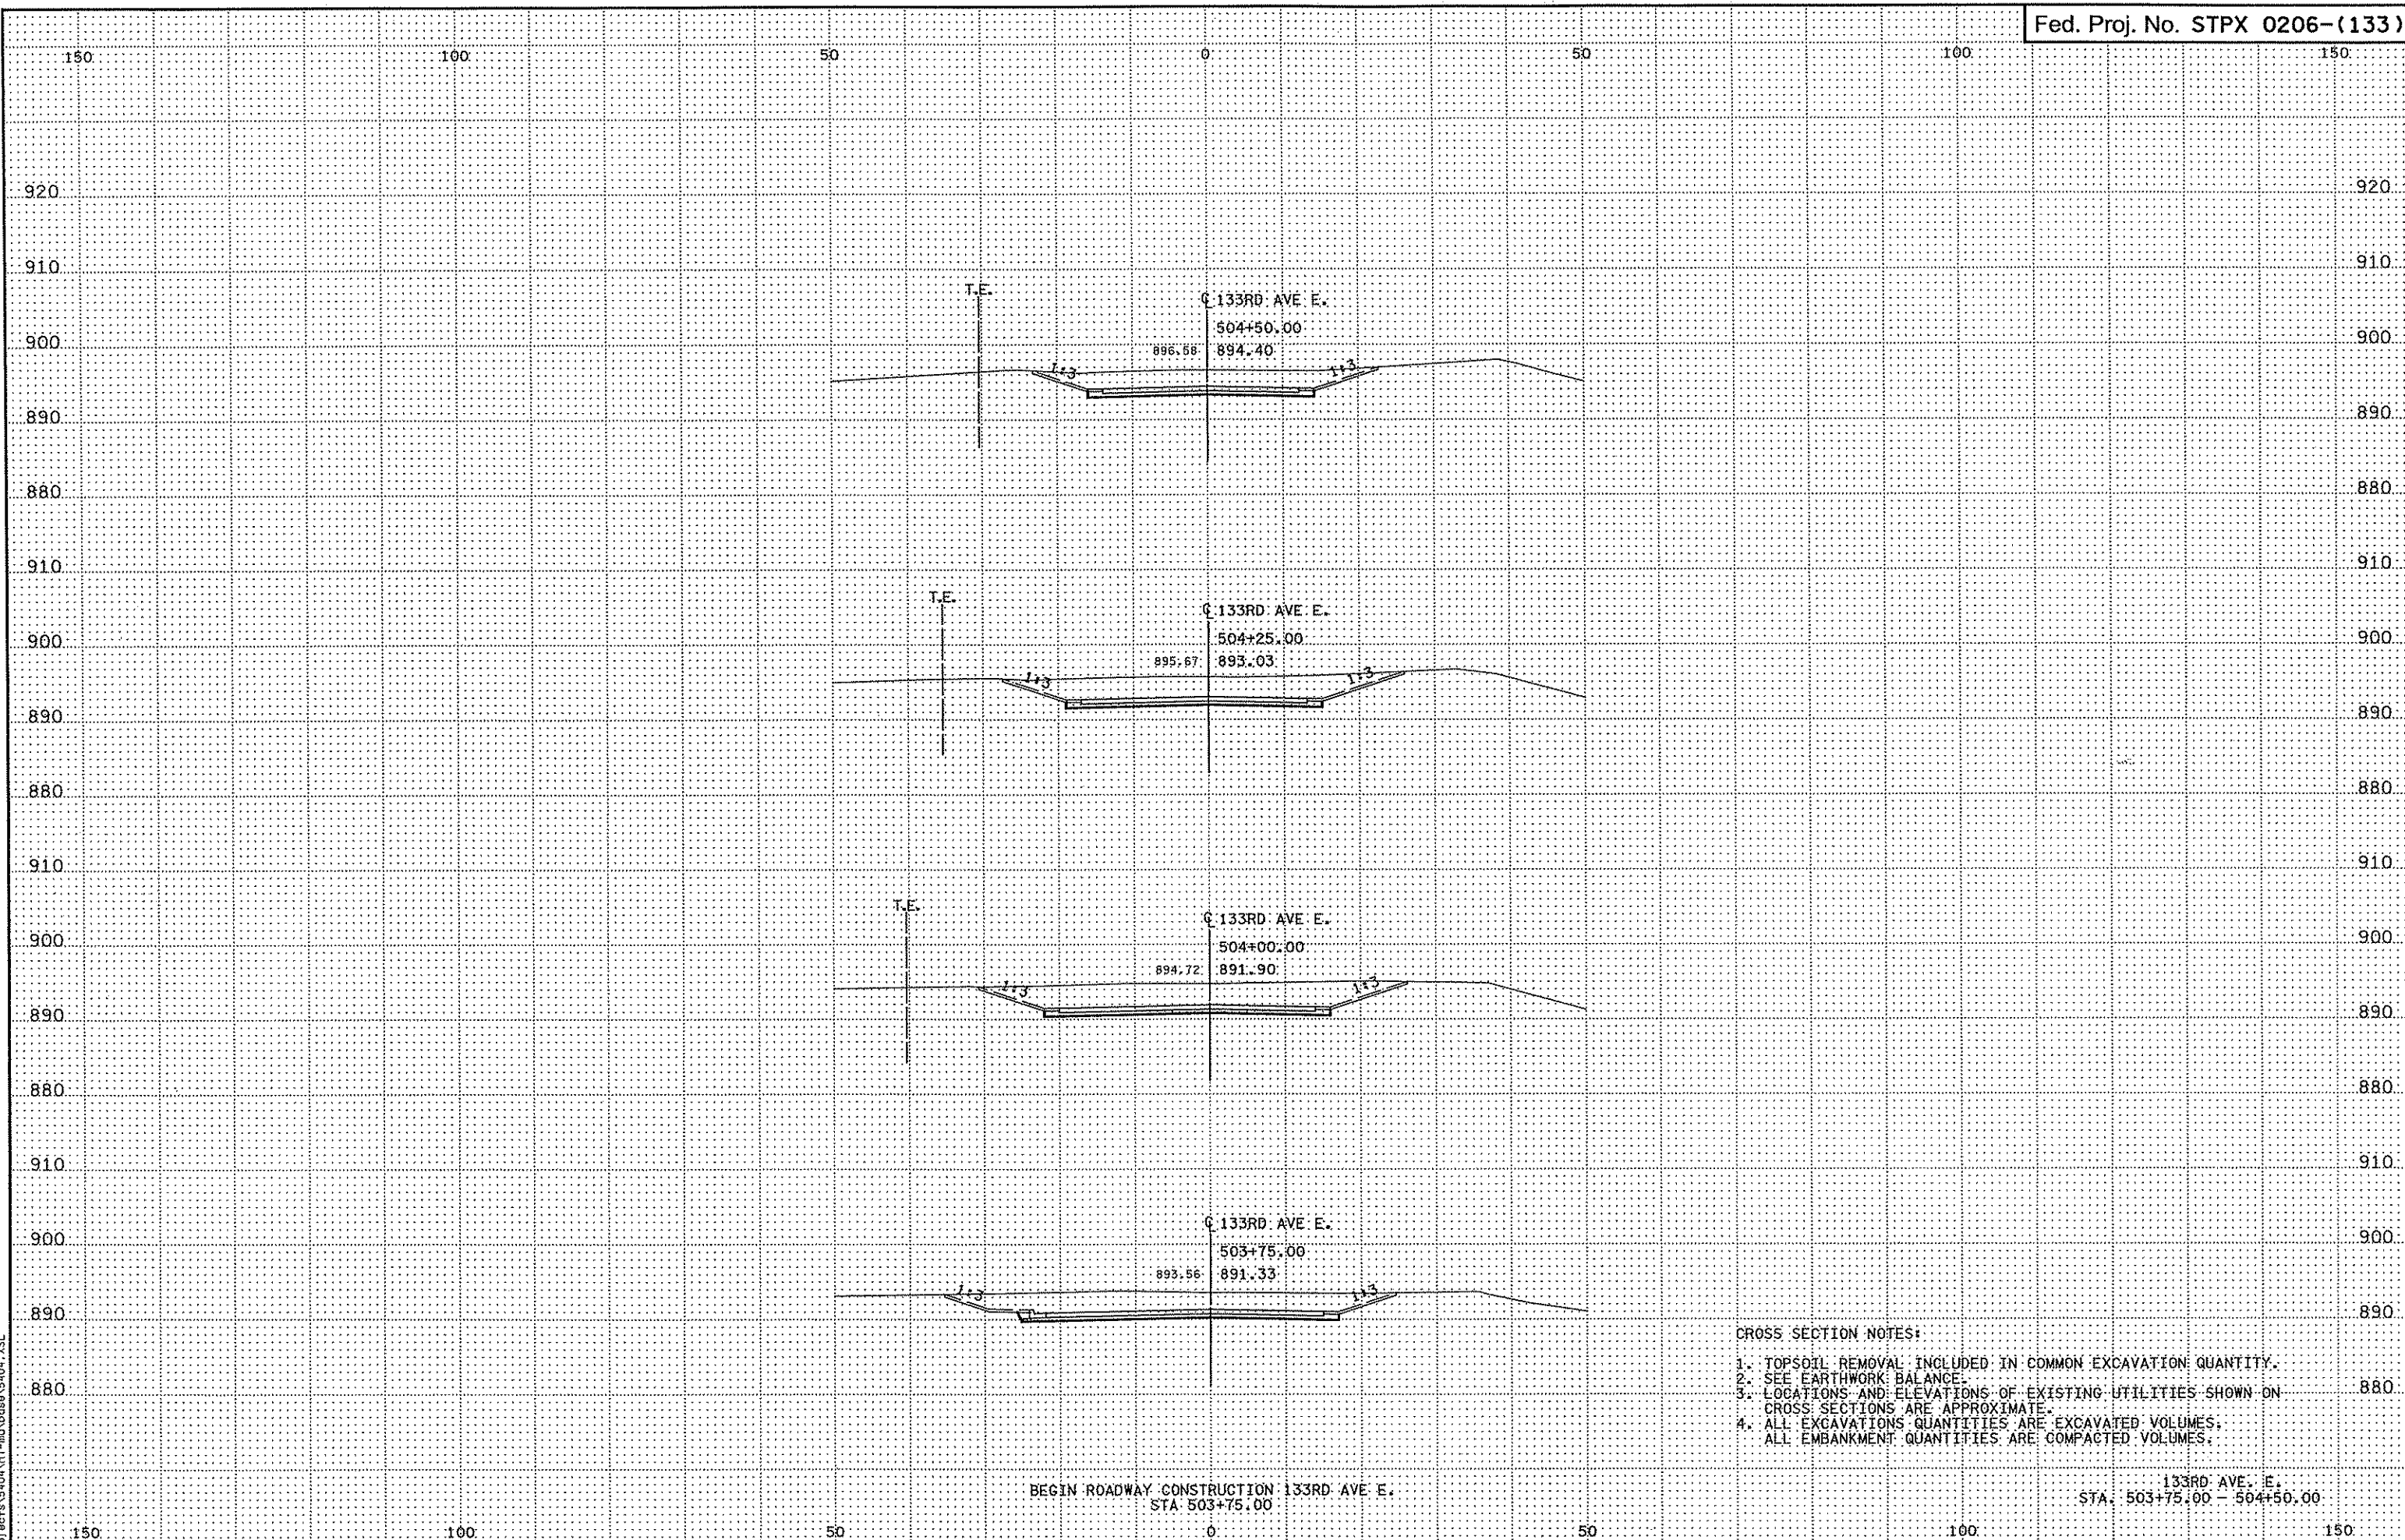 Fed. Proj. No. STPX 0206-(133)
150 100 50 0 50 100 150
920 920
910 910
T.E.
℄ 133RD AVE E.
504+50.00
900 900
896.58 894.40
1:3 1:3
890 890
880 880
910 910
T.E.
℄ 133RD AVE E.
504+25.00
900 900
895.67 893.03
1:3 1:3
890 890
880 880
910 910
T.E.
℄ 133RD AVE E.
504+00.00
900 900
894.72 891.90
1:3 1:3
890 890
880 880
910 910
℄ 133RD AVE E.
900 900
503+75.00
893.56 891.33
1:3 1:3
890 890
880 880
CROSS SECTION NOTES:
1. TOPSOIL REMOVAL INCLUDED IN COMMON EXCAVATION QUANTITY.
2. SEE EARTHWORK BALANCE.
3. LOCATIONS AND ELEVATIONS OF EXISTING UTILITIES SHOWN ON
CROSS SECTIONS ARE APPROXIMATE.
4. ALL EXCAVATIONS QUANTITIES ARE EXCAVATED VOLUMES.
ALL EMBANKMENT QUANTITIES ARE COMPACTED VOLUMES.
BEGIN ROADWAY CONSTRUCTION 133RD AVE E.
STA 503+75.00
133RD AVE. E.
STA. 503+75.00 - 504+50.00
150 100 50 0 50 100 150